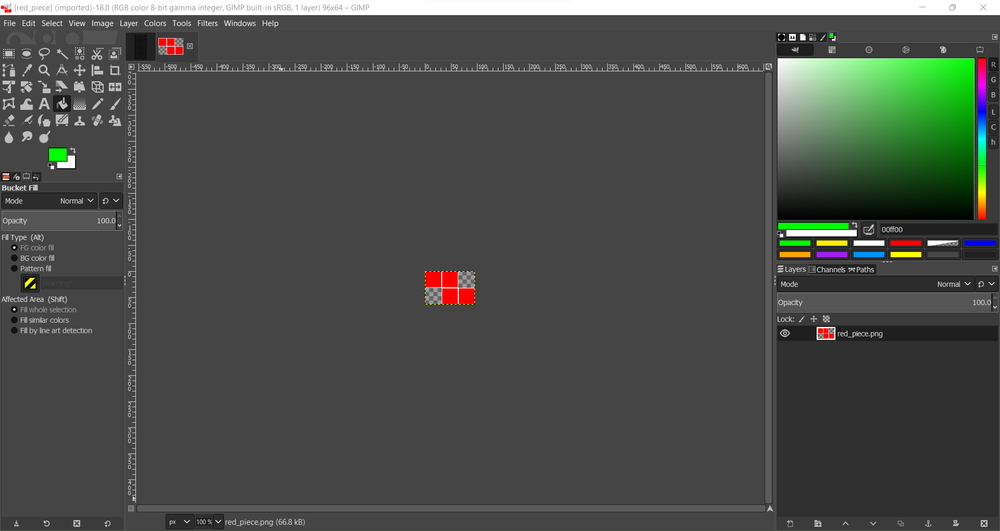 [red_piece] (imported)-18.0 (RGB color 8-bit gamma integer, GIMP built-in sRGB, 1 layer) 96x64 – GIMP
File Edit Select View Image Layer Colors Tools Filters Windows Help
-550 -500 -450 -400 -350 -300 -250 -200 -150 -100 -50 0 50 100 150 200 250 300 350 400 450 500 550 600
R
G
B
L
C
h
Bucket Fill
Mode Normal
Opacity 100.0
Fill Type (Alt)
FG color fill
BG color fill
Pattern fill
Warning!
Affected Area (Shift)
Fill whole selection
Fill similar colors
Fill by line art detection
00ff00
Layers Channels Paths
Mode Normal
Opacity 100.0
Lock:
red_piece.png
px 100 % red_piece.png (66.8 kB)